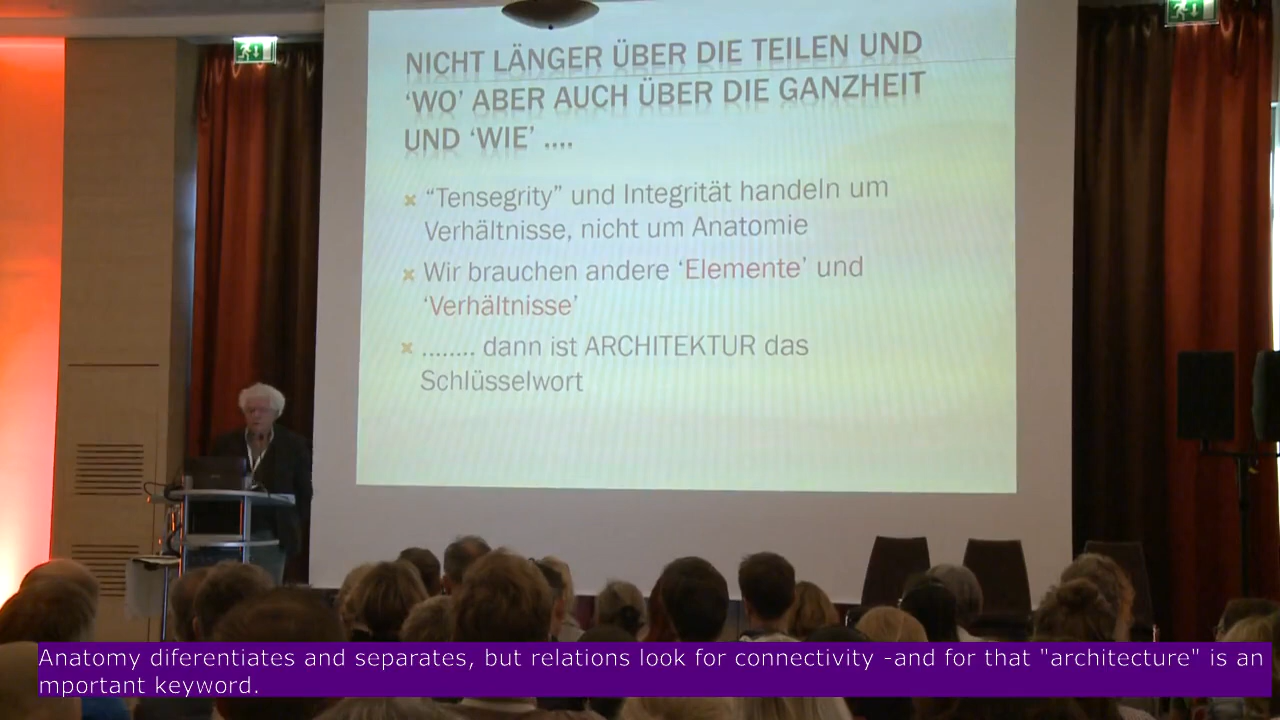 NICHT LÄNGER ÜBER DIE TEILEN UND
‘WO’ ABER AUCH ÜBER DIE GANZHEIT
UND ‘WIE’ ....
“Tensegrity” und Integrität handeln um
Verhältnisse, nicht um Anatomie
Wir brauchen andere ‘Elemente’ und
‘Verhältnisse’
........ dann ist ARCHITEKTUR das
Schlüsselwort
Anatomy diferentiates and separates, but relations look for connectivity -and for that "architecture" is an
mportant keyword.